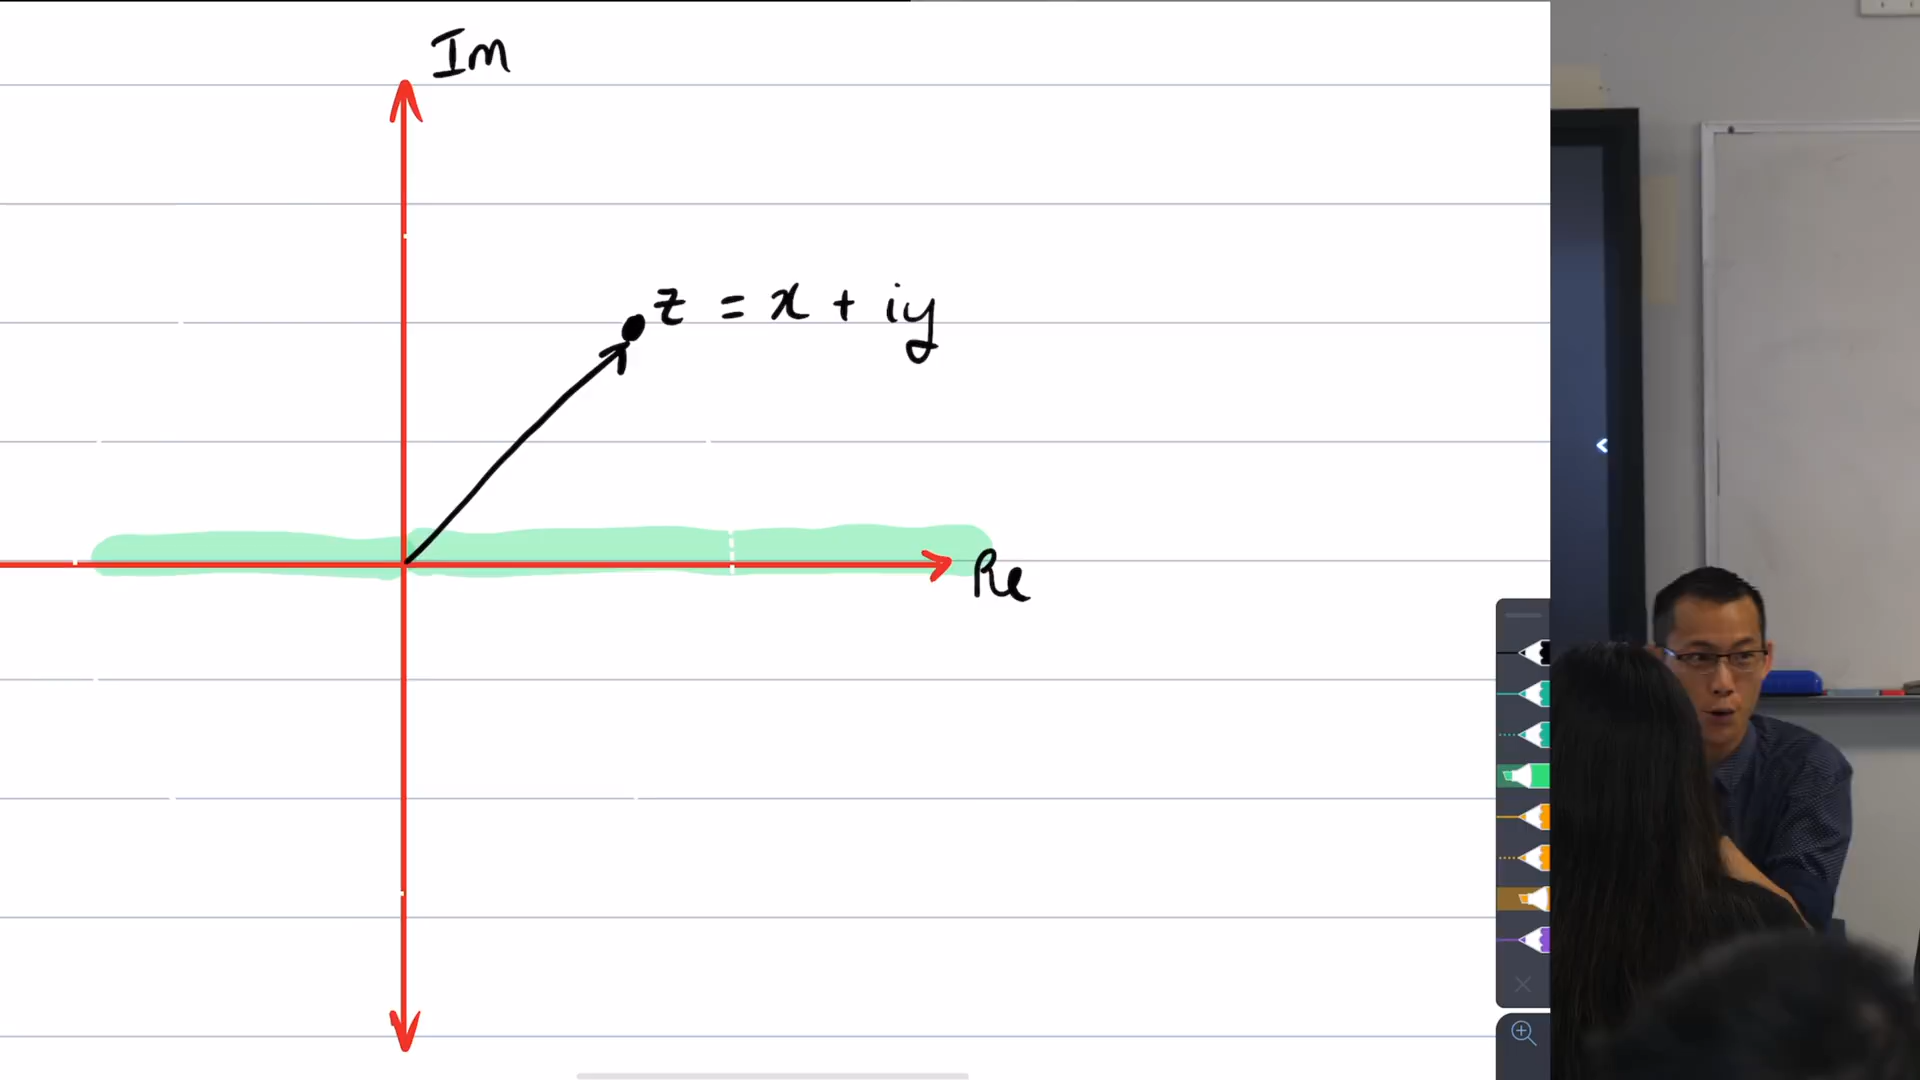 Im
z = x + iy
Re